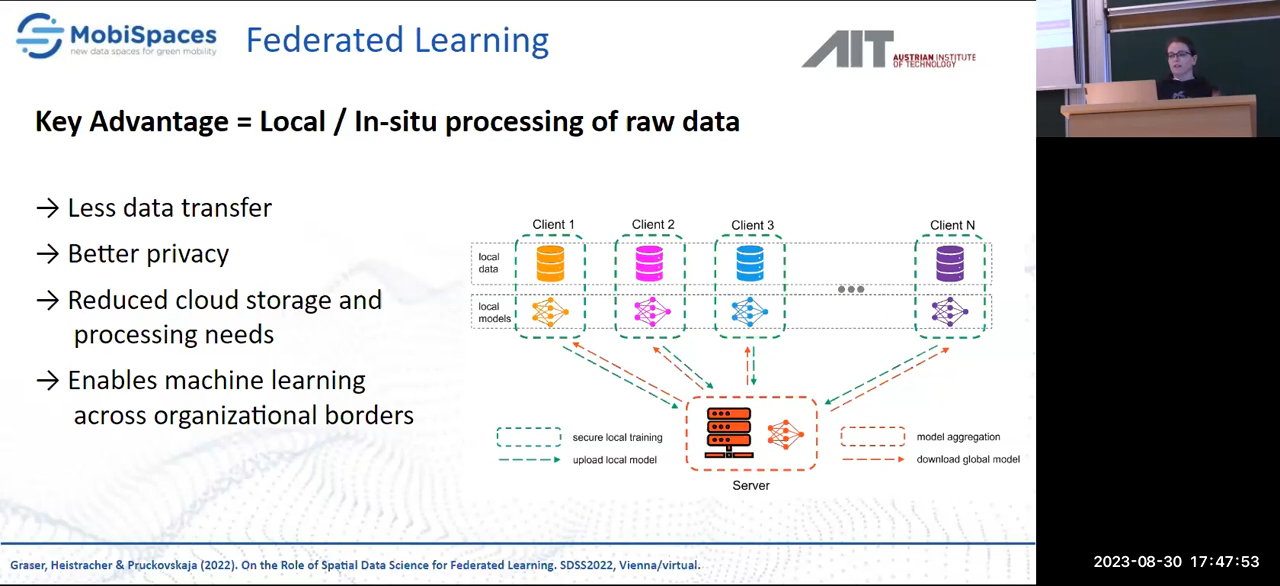 MobiSpaces
new data spaces for green mobility
Federated Learning
AIT
AUSTRIAN INSTITUTE
OF TECHNOLOGY
Key Advantage = Local / In-situ processing of raw data
→ Less data transfer
→ Better privacy
→ Reduced cloud storage and
processing needs
→ Enables machine learning
across organizational borders
Client 1
Client 2
Client 3
Client N
local
data
local
models
secure local training
upload local model
model aggregation
download global model
Server
Graser, Heistracher & Pruckovskaja (2022). On the Role of Spatial Data Science for Federated Learning. SDSS2022, Vienna/virtual.
2023-08-30 17:47:53